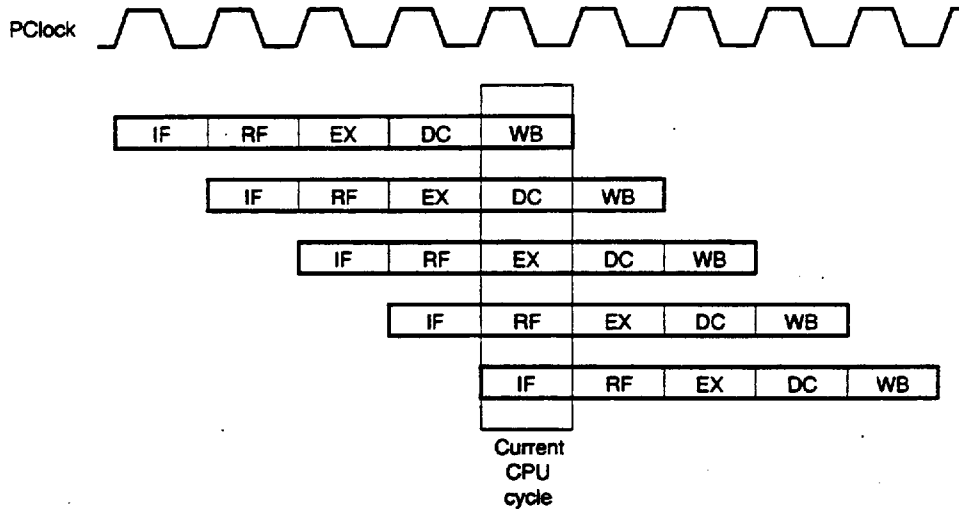 PClock
IF RF EX DC WB
IF RF EX DC WB
IF RF EX DC WB
IF RF EX DC WB
IF RF EX DC WB
Current
CPU
cycle